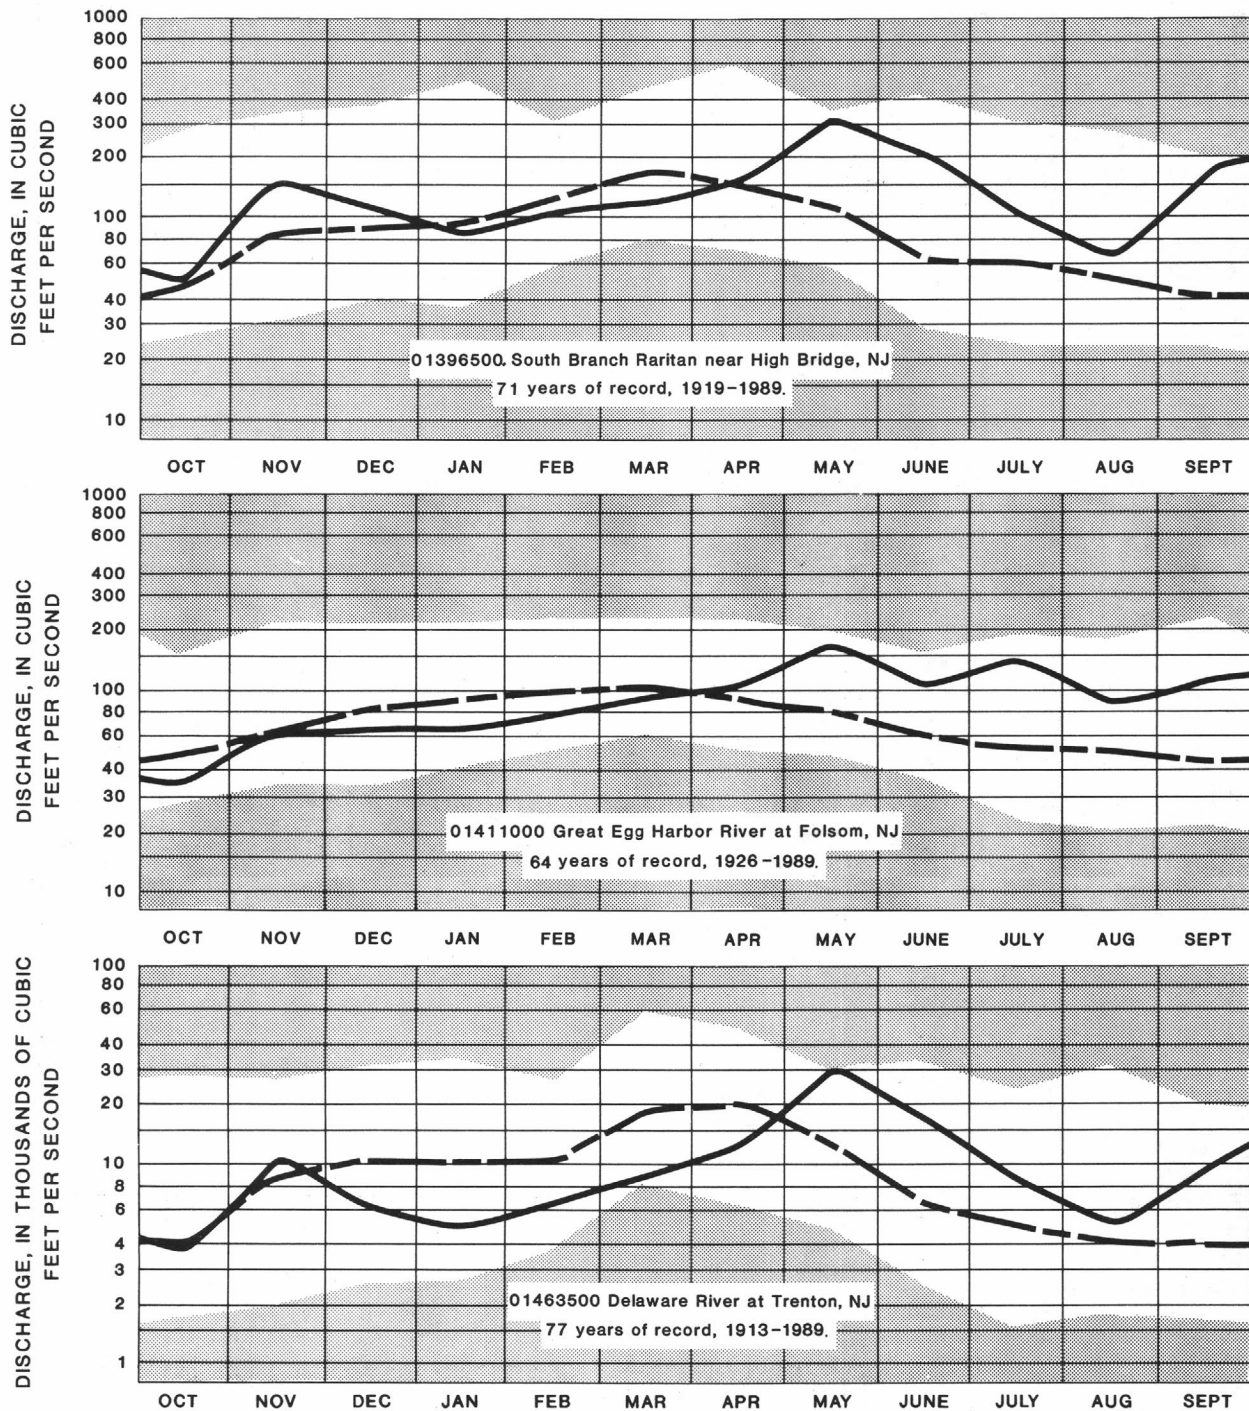 DISCHARGE, IN CUBIC
FEET PER SECOND
1000
800
600
400
300
200
100
80
60
40
30
20
10
01396500. South Branch Raritan near High Bridge, NJ
71 years of record, 1919-1989.
OCT NOV DEC JAN FEB MAR APR MAY JUNE JULY AUG SEPT
DISCHARGE, IN CUBIC
FEET PER SECOND
1000
800
600
400
300
200
100
80
60
40
30
20
10
01411000 Great Egg Harbor River at Folsom, NJ
64 years of record, 1926-1989.
OCT NOV DEC JAN FEB MAR APR MAY JUNE JULY AUG SEPT
DISCHARGE, IN THOUSANDS OF CUBIC
FEET PER SECOND
100
80
60
40
30
20
10
8
6
4
3
2
1
01463500 Delaware River at Trenton, NJ
77 years of record, 1913-1989.
OCT NOV DEC JAN FEB MAR APR MAY JUNE JULY AUG SEPT